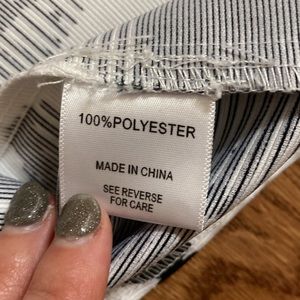 100%POLYESTER
MADE IN CHINA
SEE REVERSE
FOR CARE